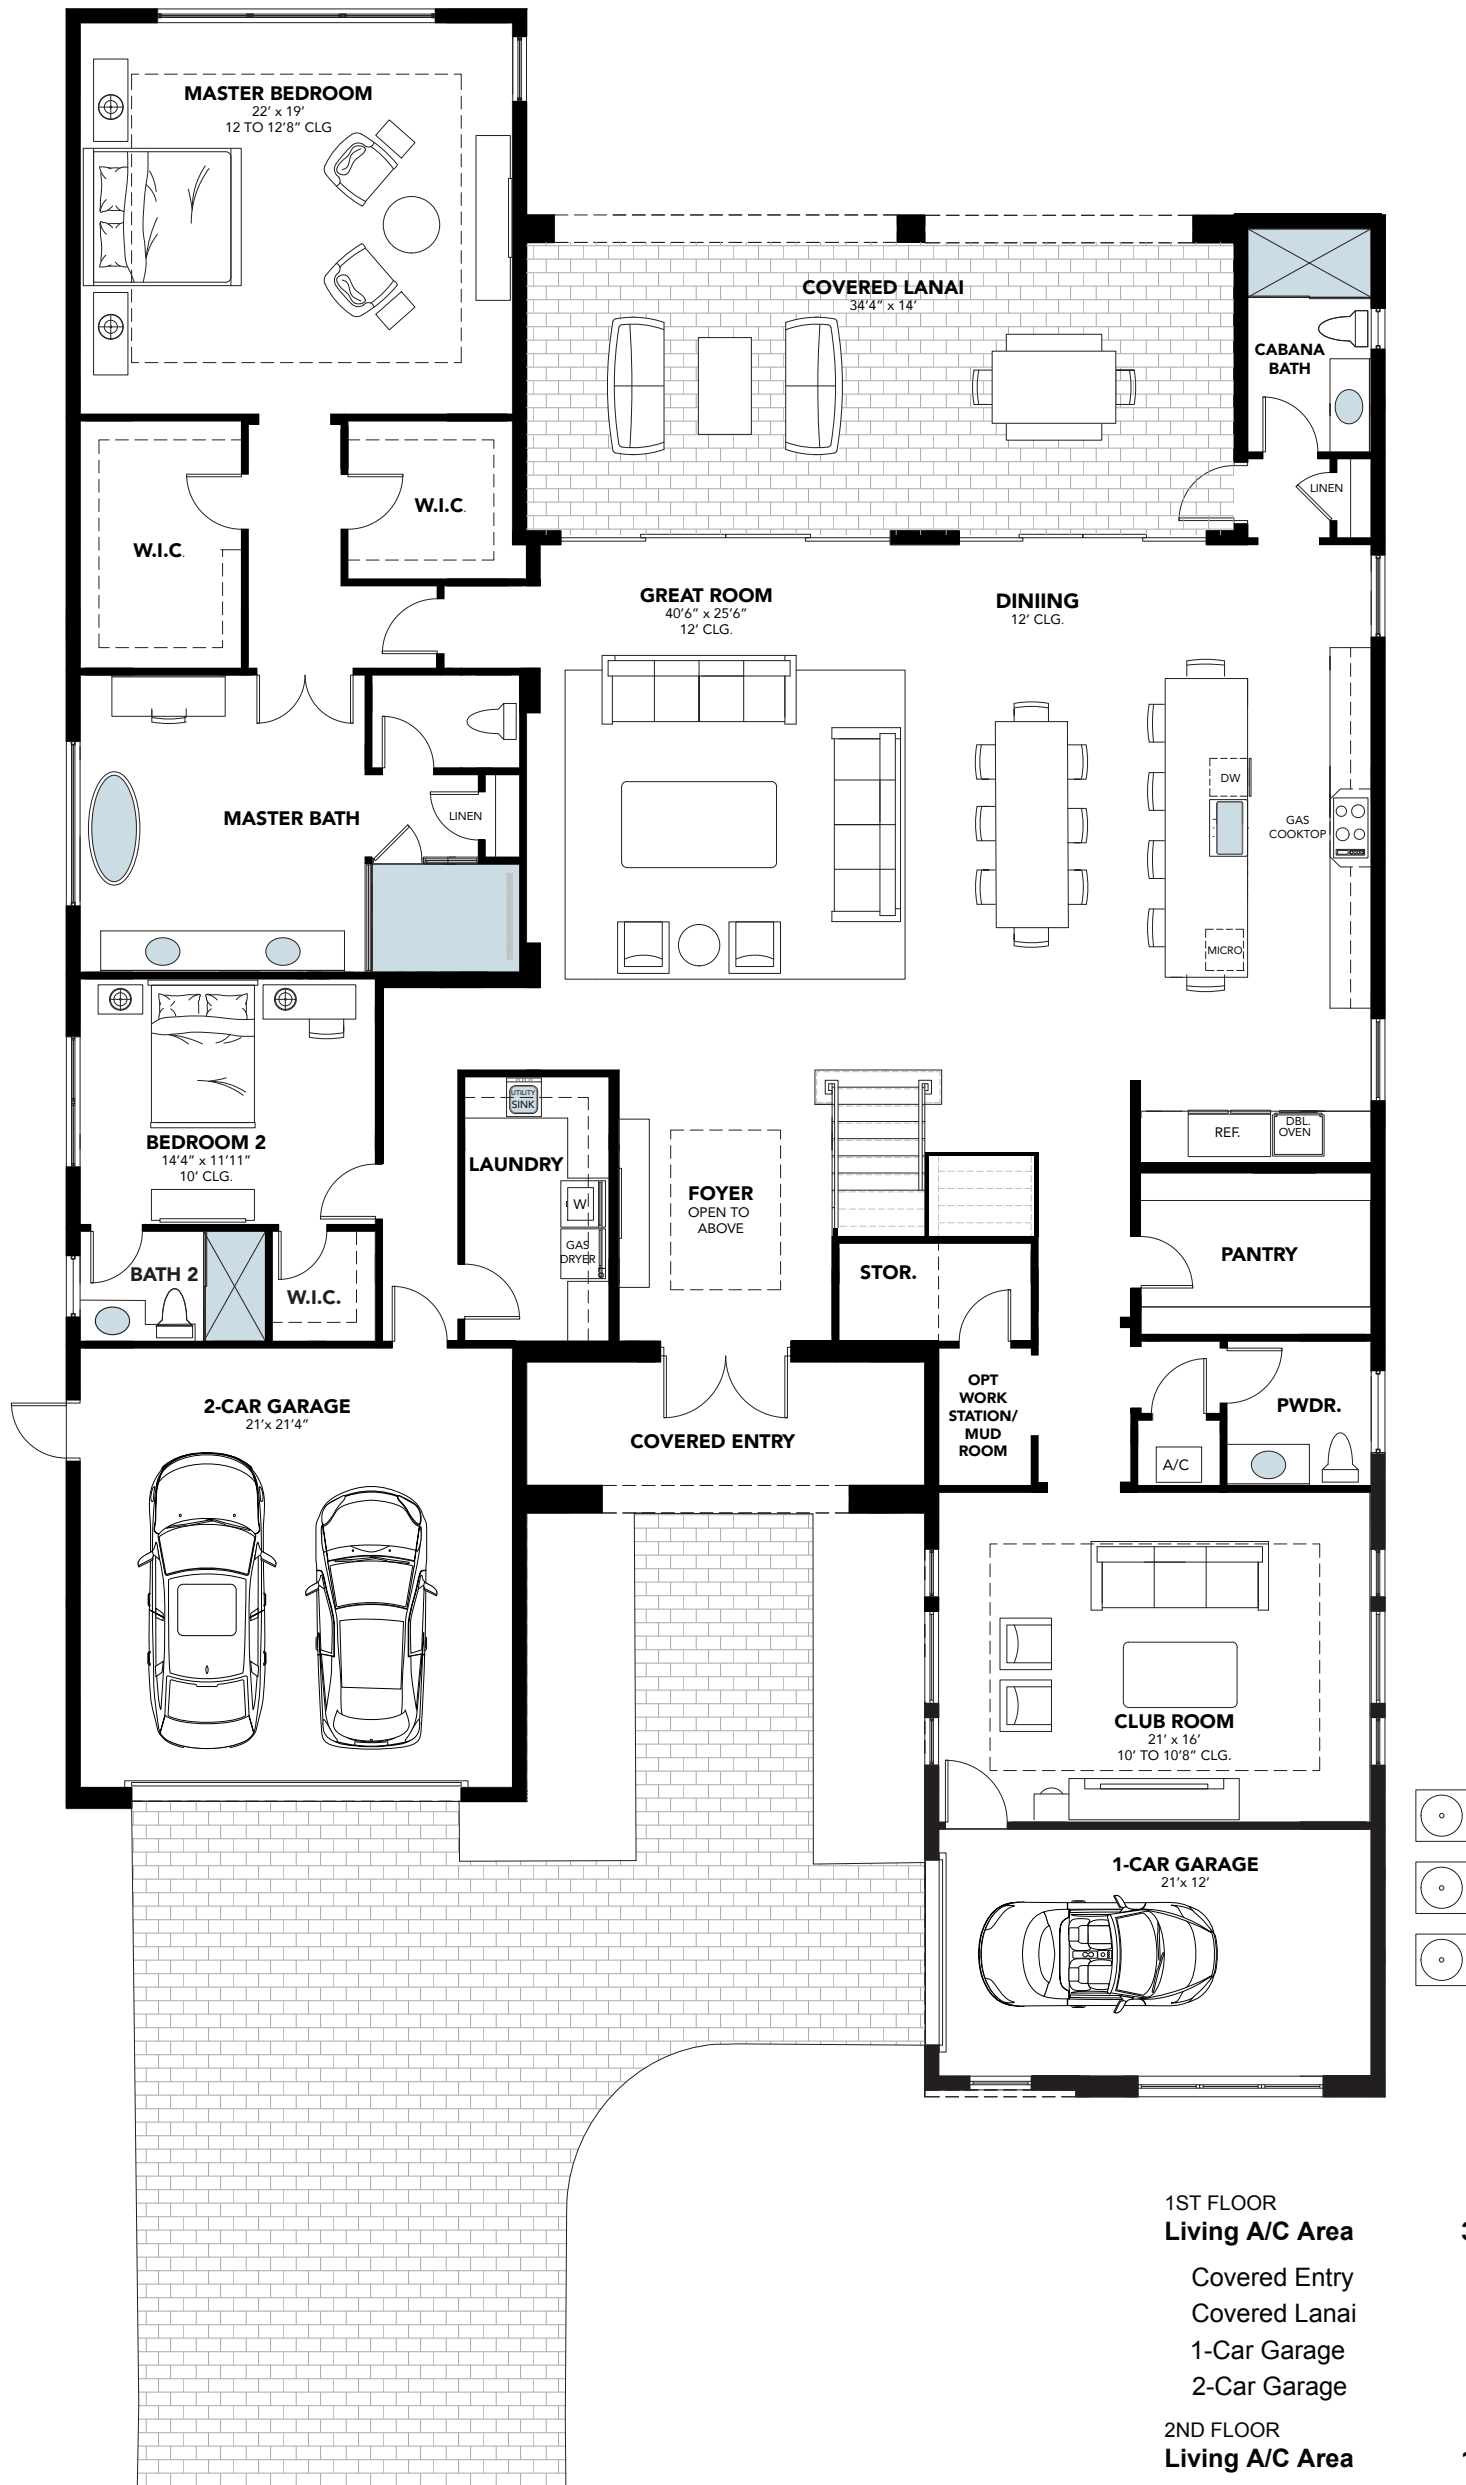 MASTER BEDROOM
22' x 19'
12 TO 12'8" CLG
COVERED LANAI
34'4" x 14'
CABANA
BATH
LINEN
W.I.C.
W.I.C.
GREAT ROOM
40'6" x 25'6"
12' CLG.
DINIING
12' CLG.
MASTER BATH
LINEN
DW
GAS
COOKTOP
MICRO
UTILITY
SINK
BEDROOM 2
14'4" x 11'11"
10' CLG.
LAUNDRY
W
GAS
DRYER
FOYER
OPEN TO
ABOVE
REF.
DBL.
OVEN
BATH 2
W.I.C.
STOR.
PANTRY
2-CAR GARAGE
21'x 21'4"
COVERED ENTRY
OPT
WORK
STATION/
MUD
ROOM
A/C
PWDR.
CLUB ROOM
21' x 16'
10' TO 10'8" CLG.
1-CAR GARAGE
21'x 12'
1ST FLOOR
Living A/C Area
Covered Entry
Covered Lanai
1-Car Garage
2-Car Garage
2ND FLOOR
Living A/C Area